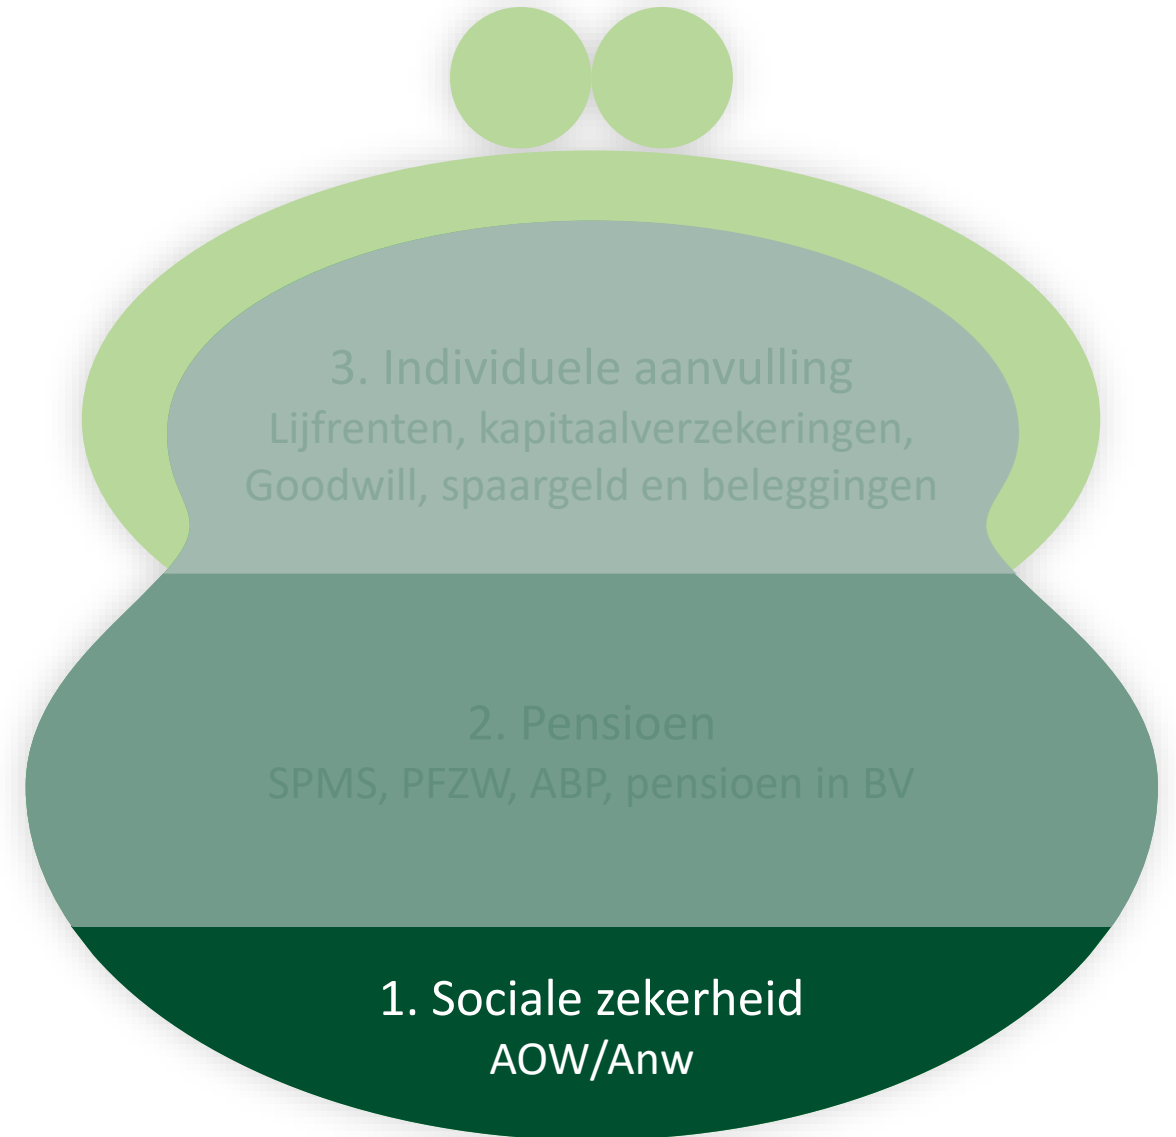 3. Individuele aanvulling
Lijfrenten, kapitaalverzekeringen,
Goodwill, spaargeld en beleggingen
2. Pensioen
SPMS, PFZW, ABP, pensioen in BV
1. Sociale zekerheid
AOW/Anw